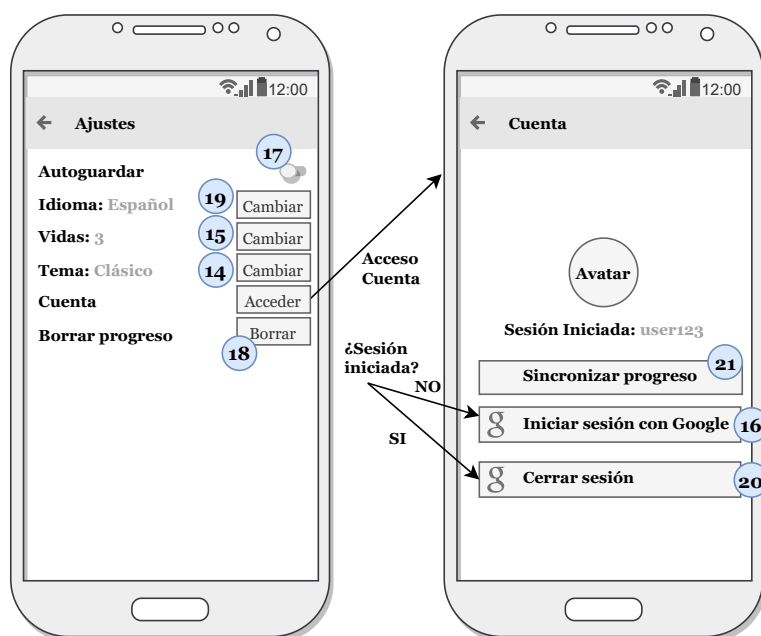 12:00
Ajustes
17
Autoguardar
Idioma: Español 19 Cambiar
Vidas: 3 15 Cambiar
Tema: Clásico 14 Cambiar
Cuenta Acceder
Borrar progreso Borrar
18
Acceso
Cuenta
¿Sesión
iniciada?
NO
SI
12:00
Cuenta
Avatar
Sesión Iniciada: user123
21
Sincronizar progreso
g Iniciar sesión con Google 16
g Cerrar sesión 20